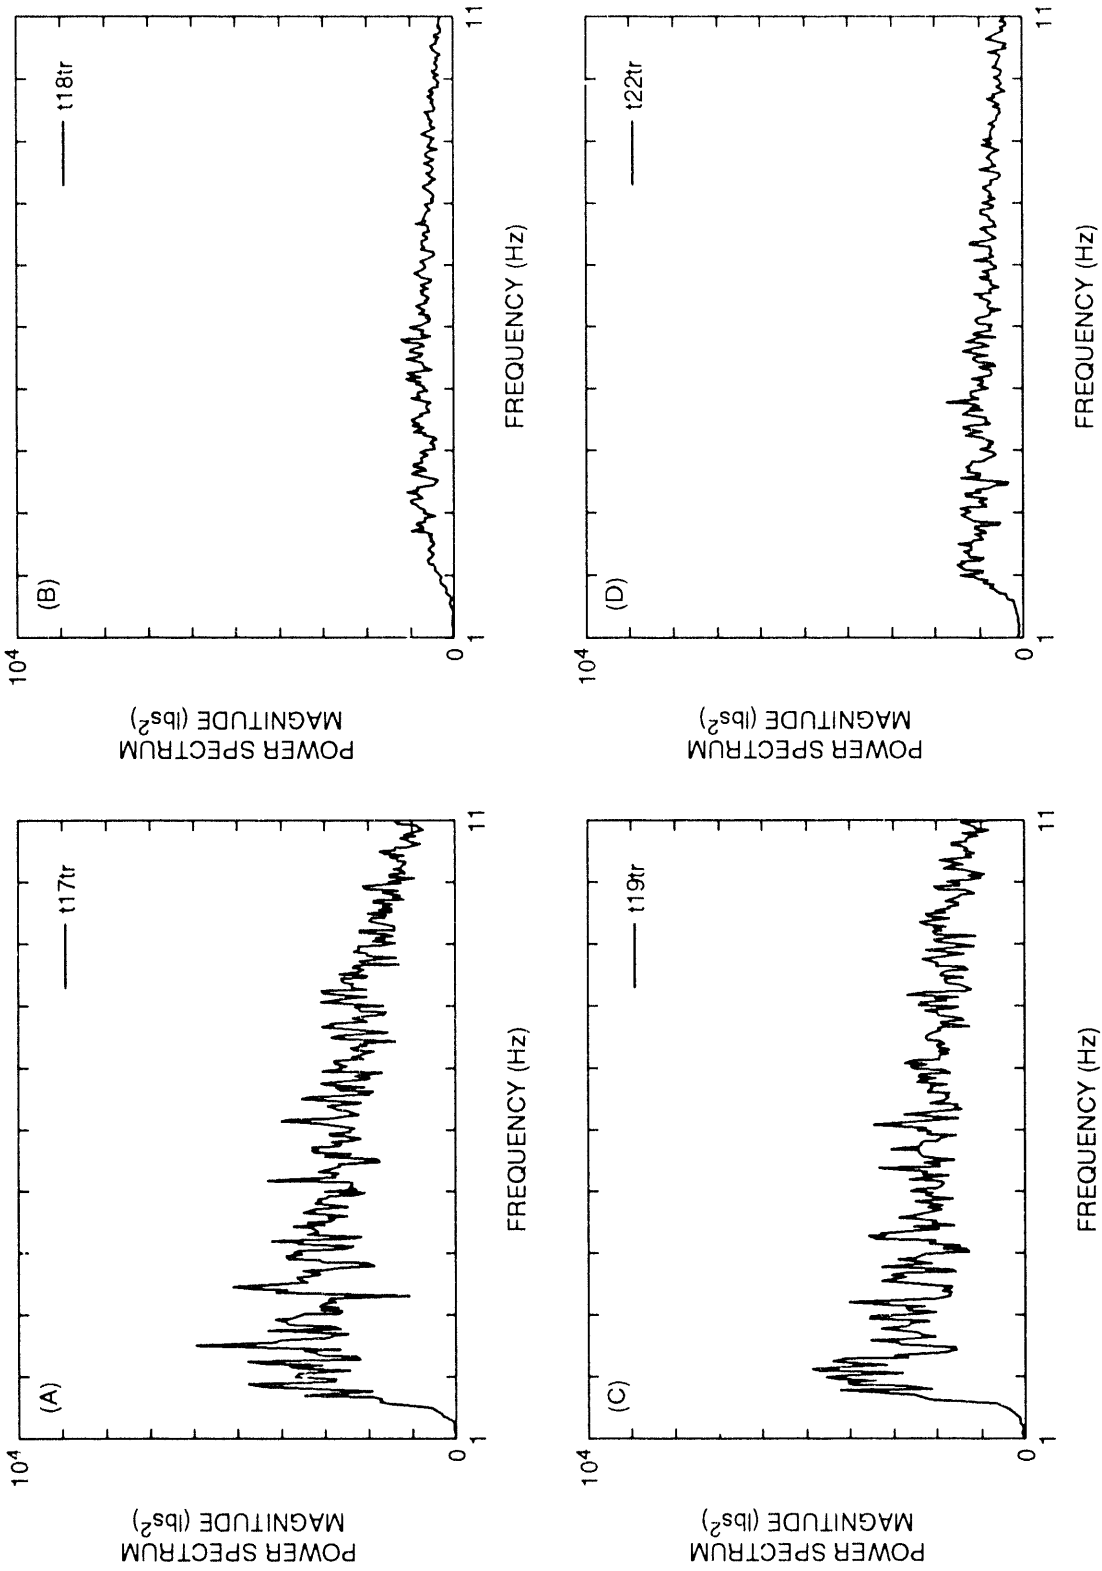 POWER SPECTRUM
MAGNITUDE (lbs²)
10⁴
0
(A)
t17tr
1
11
FREQUENCY (Hz)
POWER SPECTRUM
MAGNITUDE (lbs²)
10⁴
0
(B)
t18tr
1
11
FREQUENCY (Hz)
POWER SPECTRUM
MAGNITUDE (lbs²)
10⁴
0
(C)
t19tr
1
11
FREQUENCY (Hz)
POWER SPECTRUM
MAGNITUDE (lbs²)
10⁴
0
(D)
t22tr
1
11
FREQUENCY (Hz)